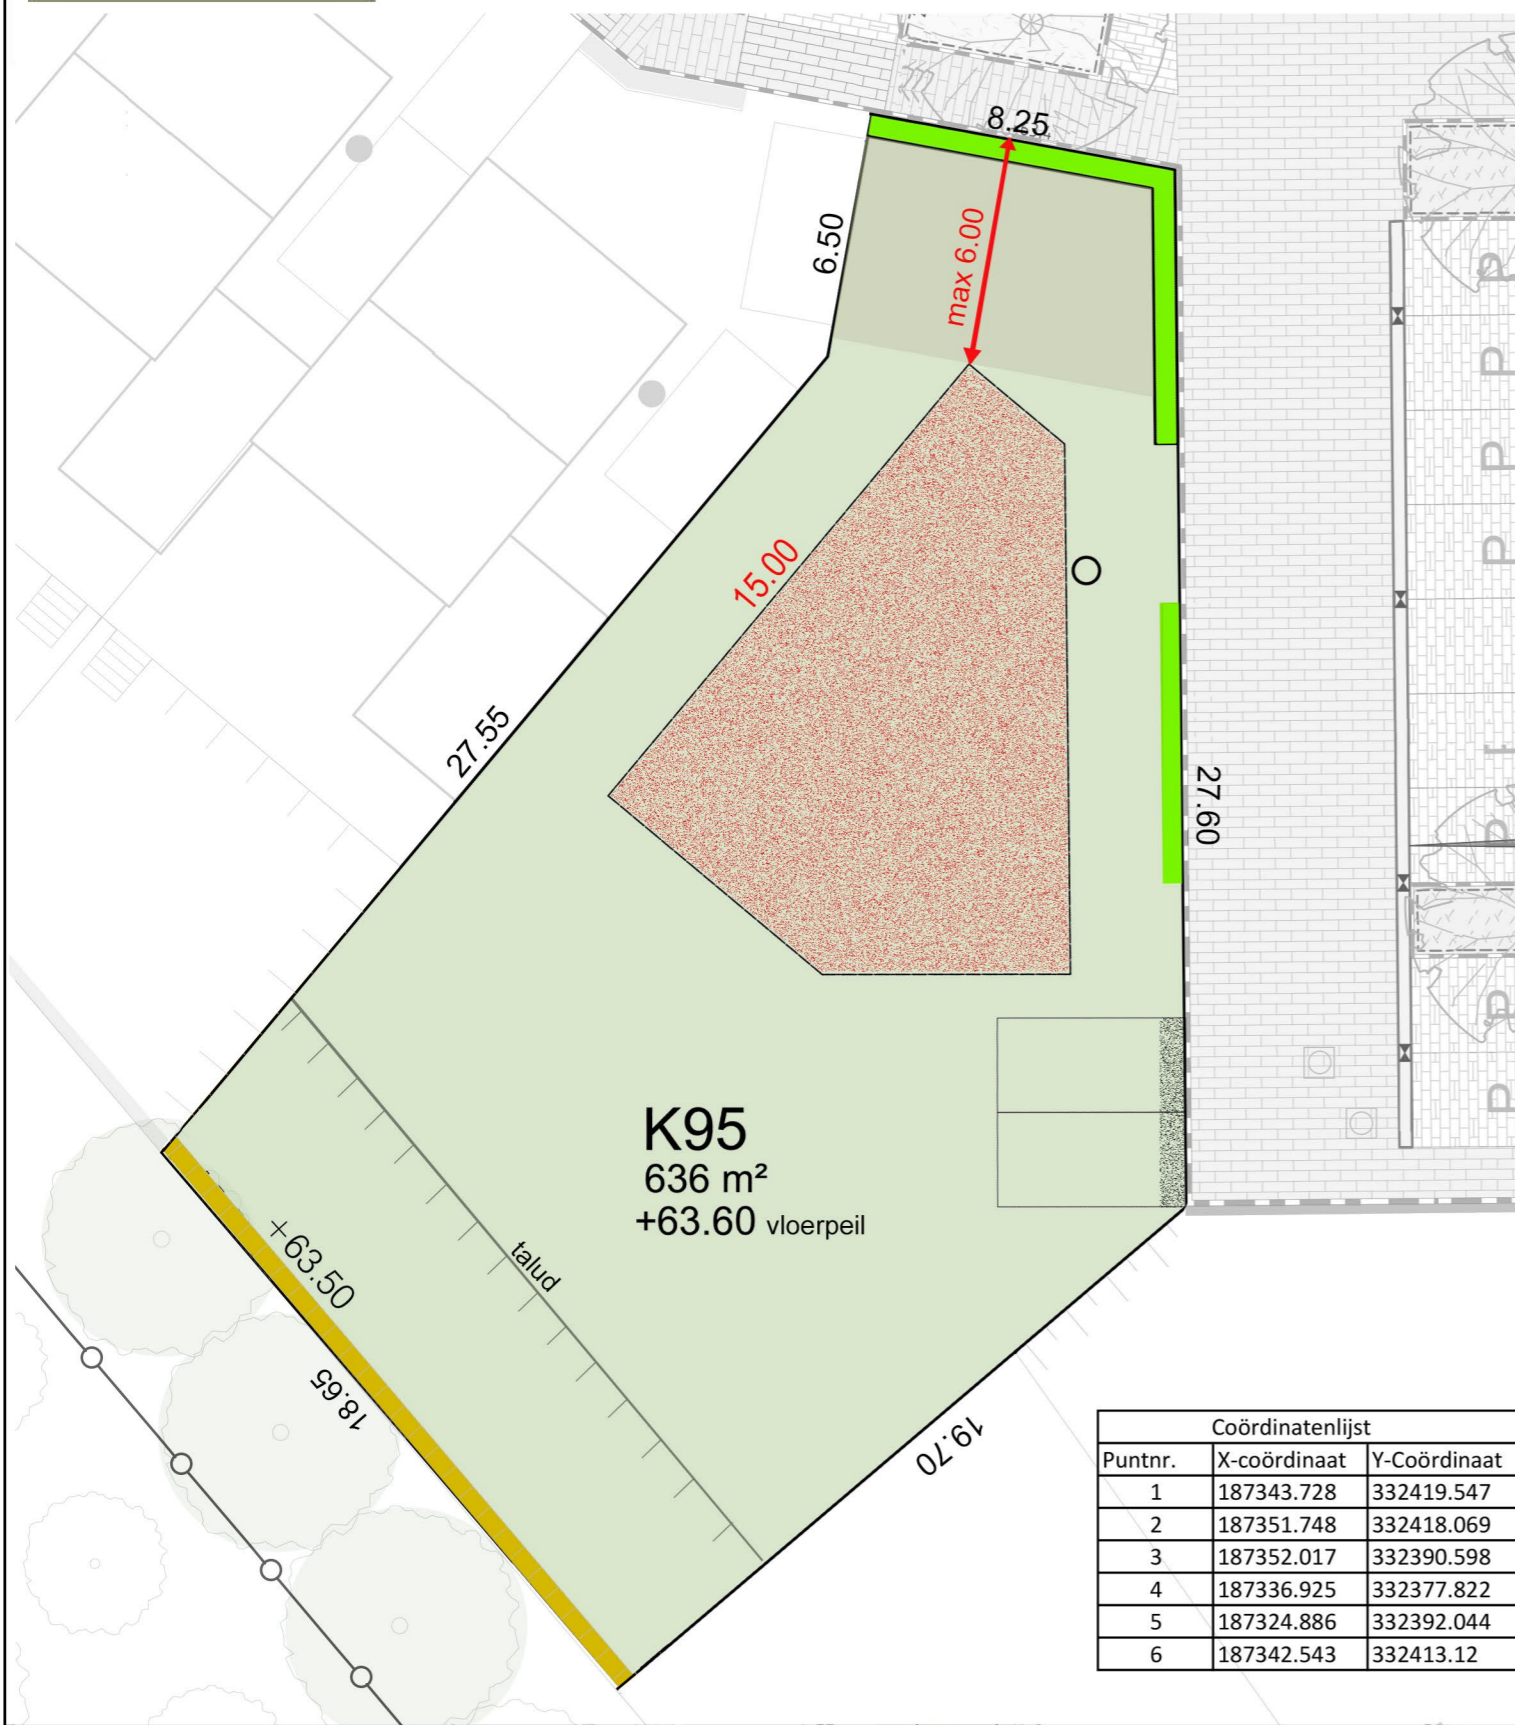 8.25
6.50
max 6.00
15.00
27.55
27.60
K95
636 m²
+63.60 vloerpeil
talud
+63.50
18.65
19.70
Coördinatenlijst
Puntnr. X-coördinaat Y-Coördinaat
1 187343.728 332419.547
2 187351.748 332418.069
3 187352.017 332390.598
4 187336.925 332377.822
5 187324.886 332392.044
6 187342.543 332413.12
P
P
P
P
P
P
P